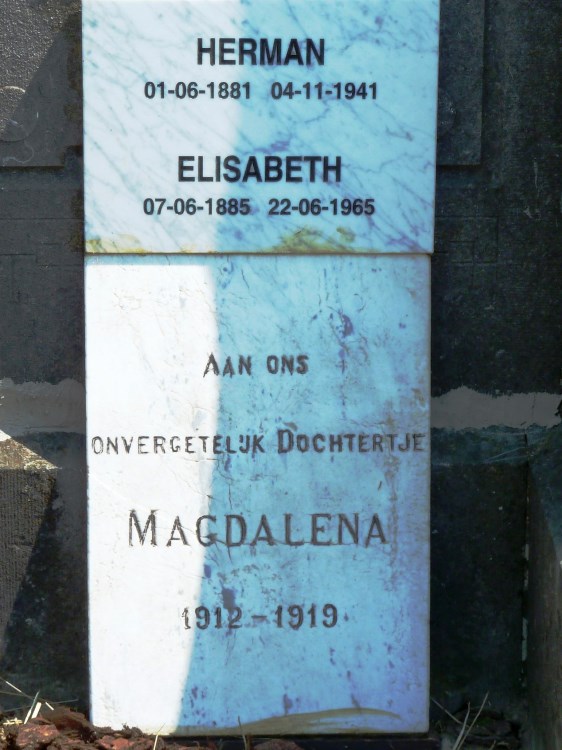 HERMAN
01-06-1881 04-11-1941
ELISABETH
07-06-1885 22-06-1965
AAN ONS
ONVERGETELIJK DOCHTERTJE
MAGDALENA
1912-1919